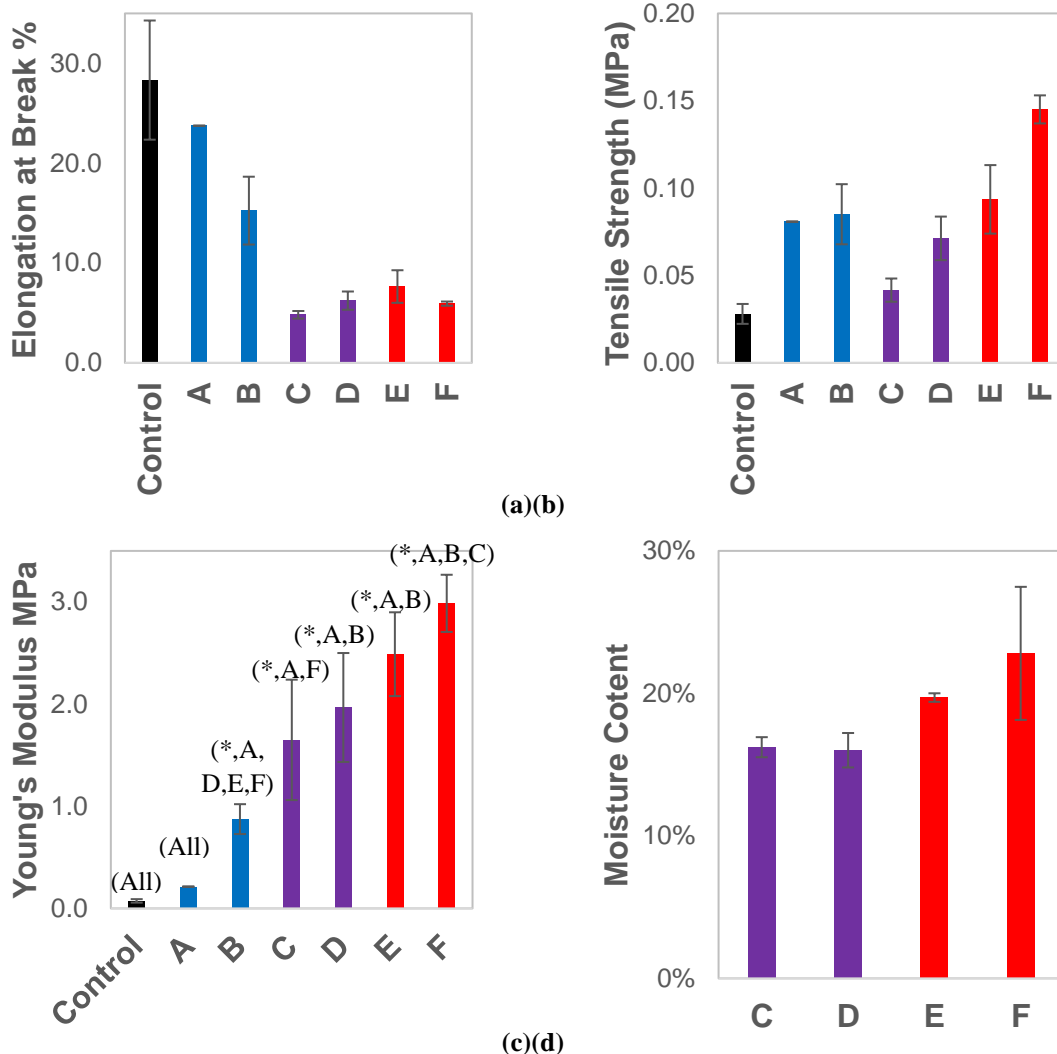 Elongation at Break %
30.0
20.0
10.0
0.0
Control
A
B
C
D
E
F
Tensile Strength (MPa)
0.20
0.15
0.10
0.05
0.00
Control
A
B
C
D
E
F
(a)(b)
Young's Modulus MPa
3.0
2.0
1.0
0.0
(All)
(All)
(*,A,
D,E,F)
(*,A,F)
(*,A,B)
(*,A,B)
(*,A,B,C)
Control
A
B
C
D
E
F
Moisture Cotent
30%
20%
10%
0%
C
D
E
F
(c)(d)